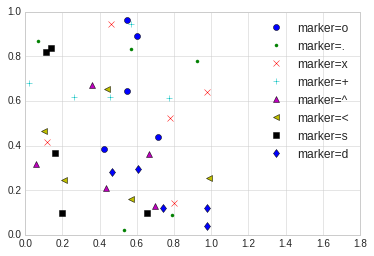 1.0
0.8
0.6
0.4
0.2
0.0
marker=o
marker=.
marker=x
marker=+
marker=^
marker=<
marker=s
marker=d
0.0 0.2 0.4 0.6 0.8 1.0 1.2 1.4 1.6 1.8